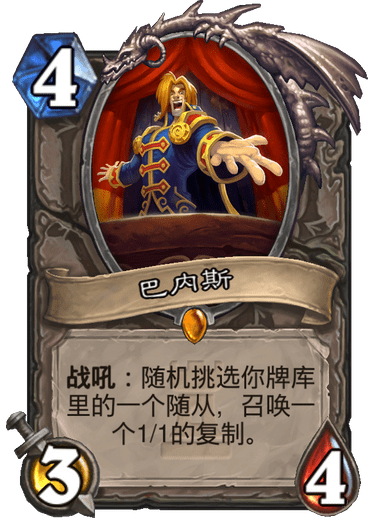 4
巴内斯
战吼：随机挑选你牌库
里的一个随从，召唤一
个1/1的复制。
3
4